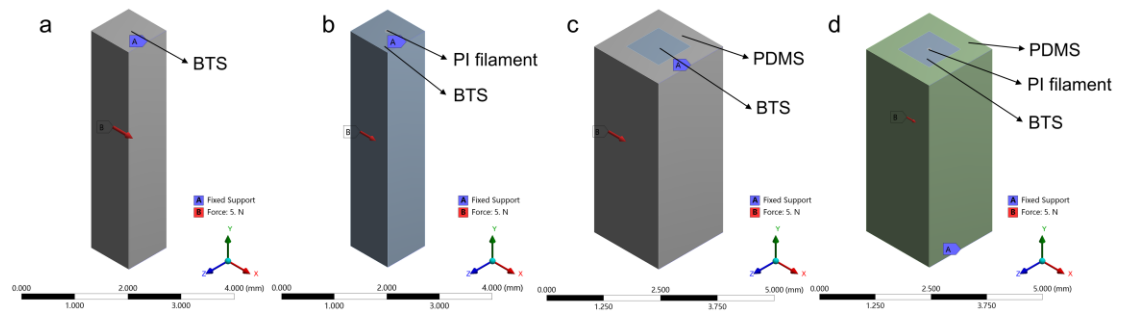 a
A
BTS
B
A Fixed Support
B Force: 5. N
Y
Z
X
0.000 2.000 4.000 (mm)
1.000 3.000
b
A
PI filament
BTS
B
A Fixed Support
B Force: 5. N
Y
Z
X
0.000 2.000 4.000 (mm)
1.000 3.000
c
A
PDMS
BTS
B
A Fixed Support
B Force: 5. N
Y
Z
X
0.000 2.500 5.000 (mm)
1.250 3.750
d
PDMS
PI filament
BTS
B
A
A Fixed Support
B Force: 5. N
Y
Z
X
0.000 2.500 5.000 (mm)
1.250 3.750